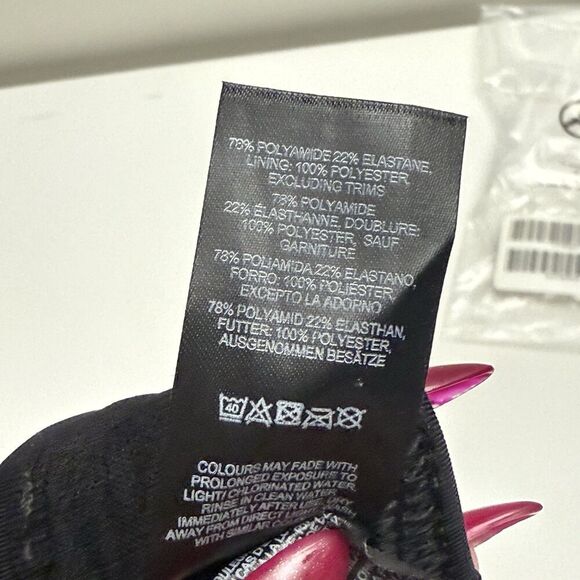 78% POLYAMIDE 22% ELASTANE,
LINING: 100% POLYESTER,
EXCLUDING TRIMS
78% POLYAMIDE
22% ÉLASTHANNE, DOUBLURE:
100% POLYESTER, SAUF
GARNITURE
78% POLIAMIDA 22% ELASTANO,
FORRO: 100% POLIÉSTER,
EXCEPTO LA ADORNO
78% POLYAMID 22% ELASTHAN,
FUTTER: 100% POLYESTER,
AUSGENOMMEN BESÄTZE
40
COLOURS MAY FADE WITH
PROLONGED EXPOSURE TO
LIGHT/ CHLORINATED WATER
RINSE IN CLEAN WATER
IMMEDIATELY AFTER USE. DRY
AWAY FROM DIRECT LIGHT.
WITH SIMILAR